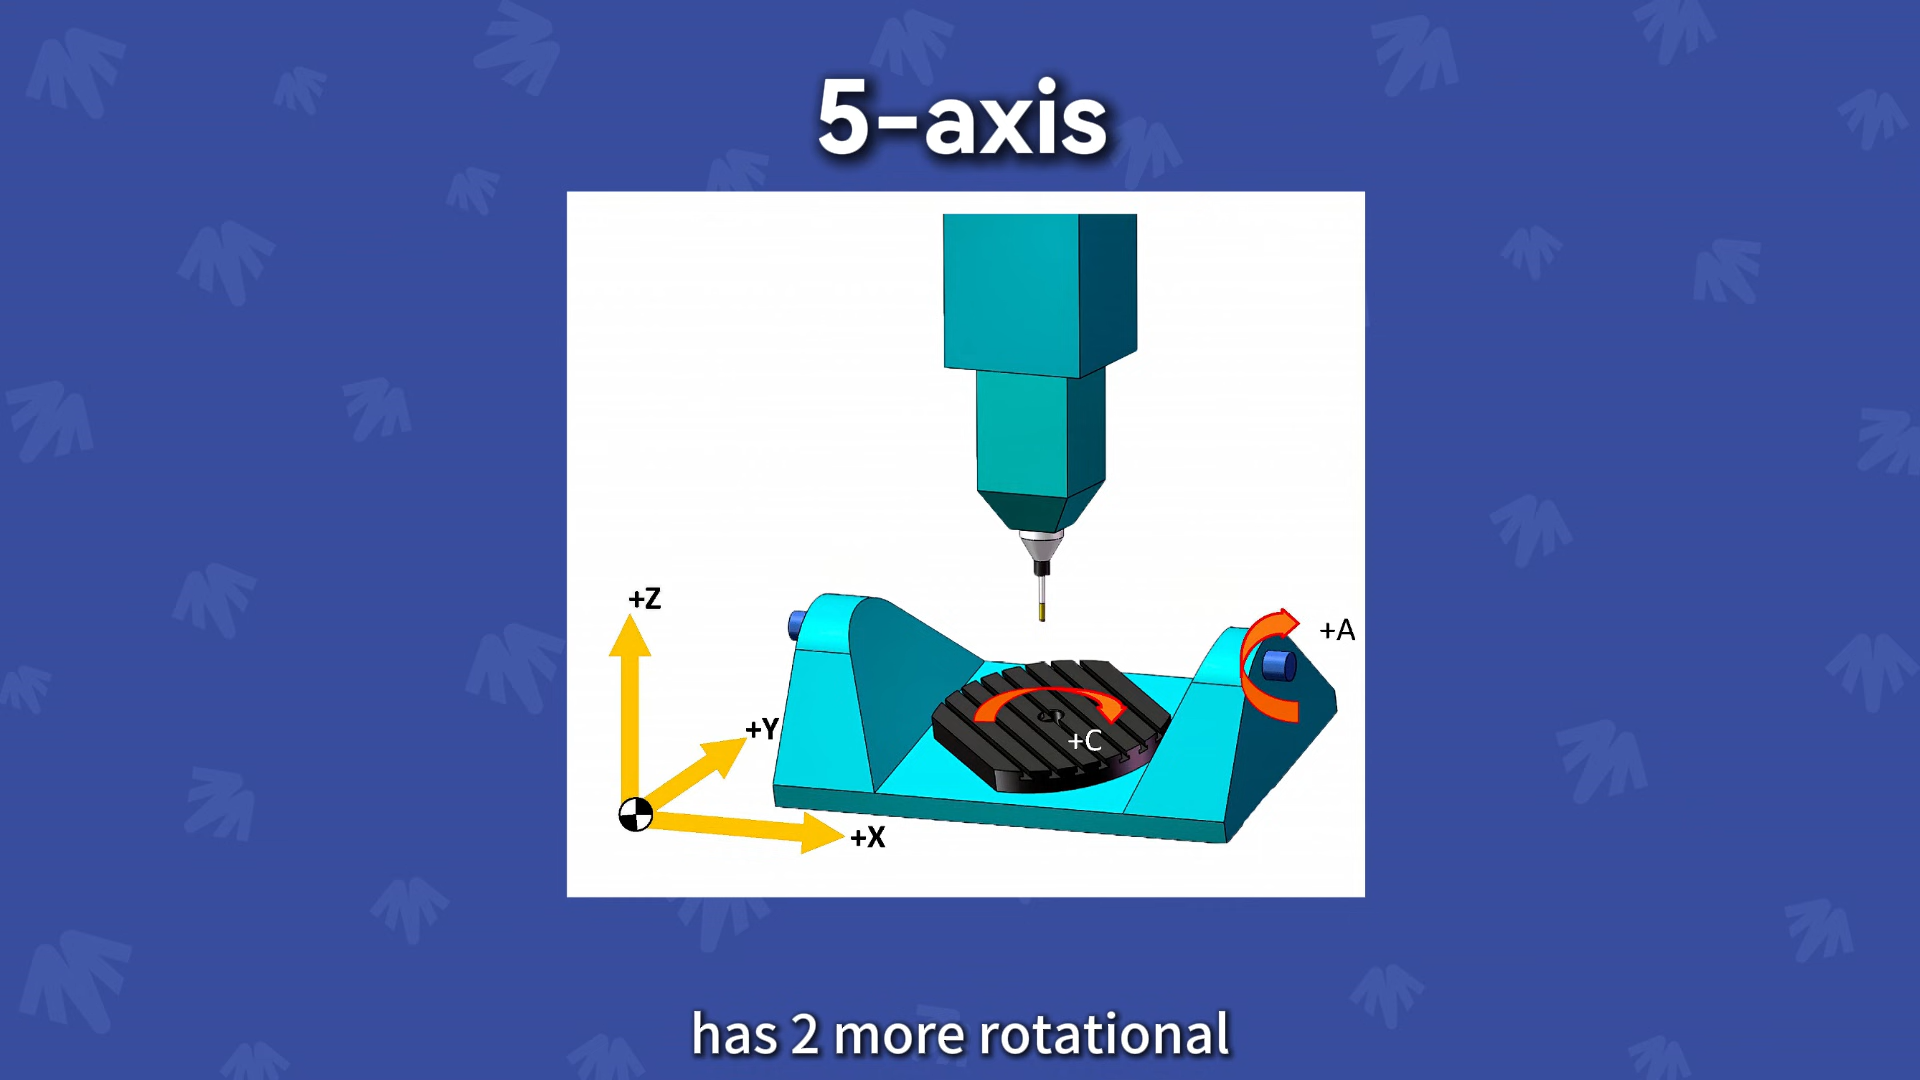 5-axis
+Z
+A
+Y
+C
+X
has 2 more rotational